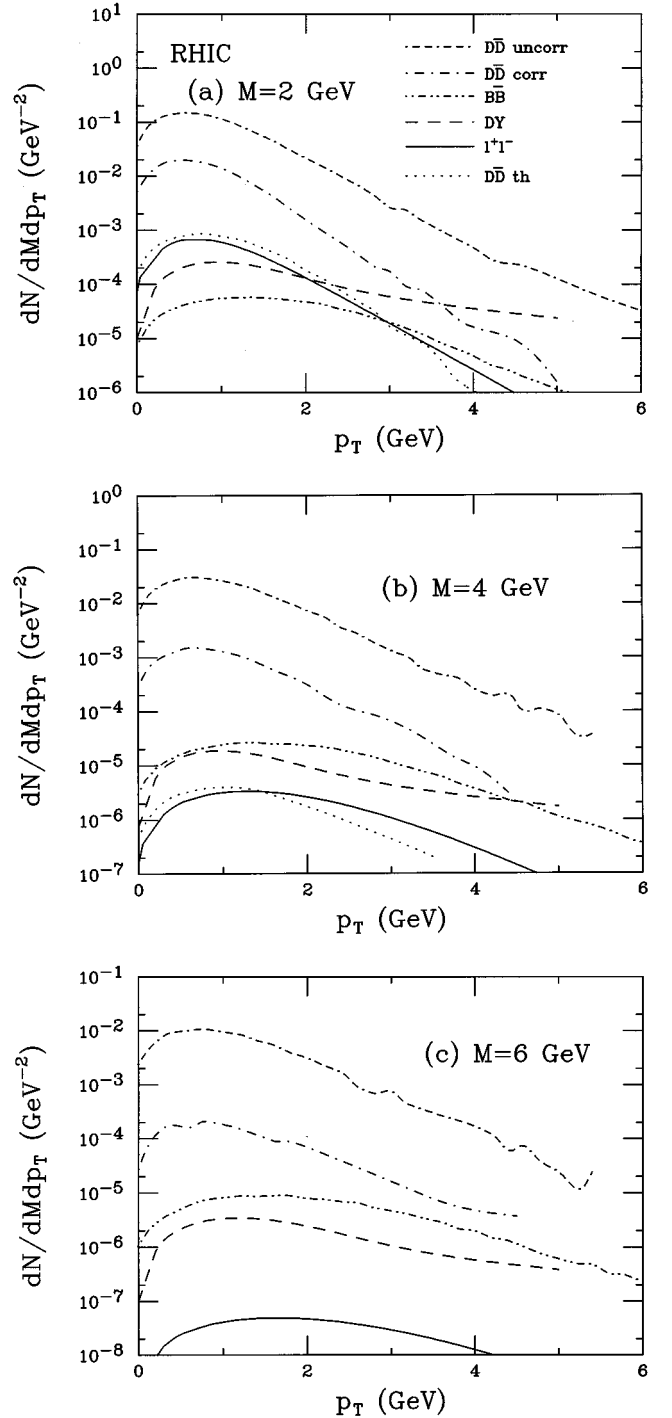 10¹
10⁰
10⁻¹
10⁻²
10⁻³
10⁻⁴
10⁻⁵
10⁻⁶
dN/dMdp_T (GeV⁻²)
RHIC
(a) M=2 GeV
DD̅ uncorr
DD̅ corr
BB̅
DY
l⁺l⁻
DD̅ th
0 2 4 6
p_T (GeV)
10⁰
10⁻¹
10⁻²
10⁻³
10⁻⁴
10⁻⁵
10⁻⁶
10⁻⁷
dN/dMdp_T (GeV⁻²)
(b) M=4 GeV
0 2 4 6
p_T (GeV)
10⁻¹
10⁻²
10⁻³
10⁻⁴
10⁻⁵
10⁻⁶
10⁻⁷
10⁻⁸
dN/dMdp_T (GeV⁻²)
(c) M=6 GeV
0 2 4 6
p_T (GeV)